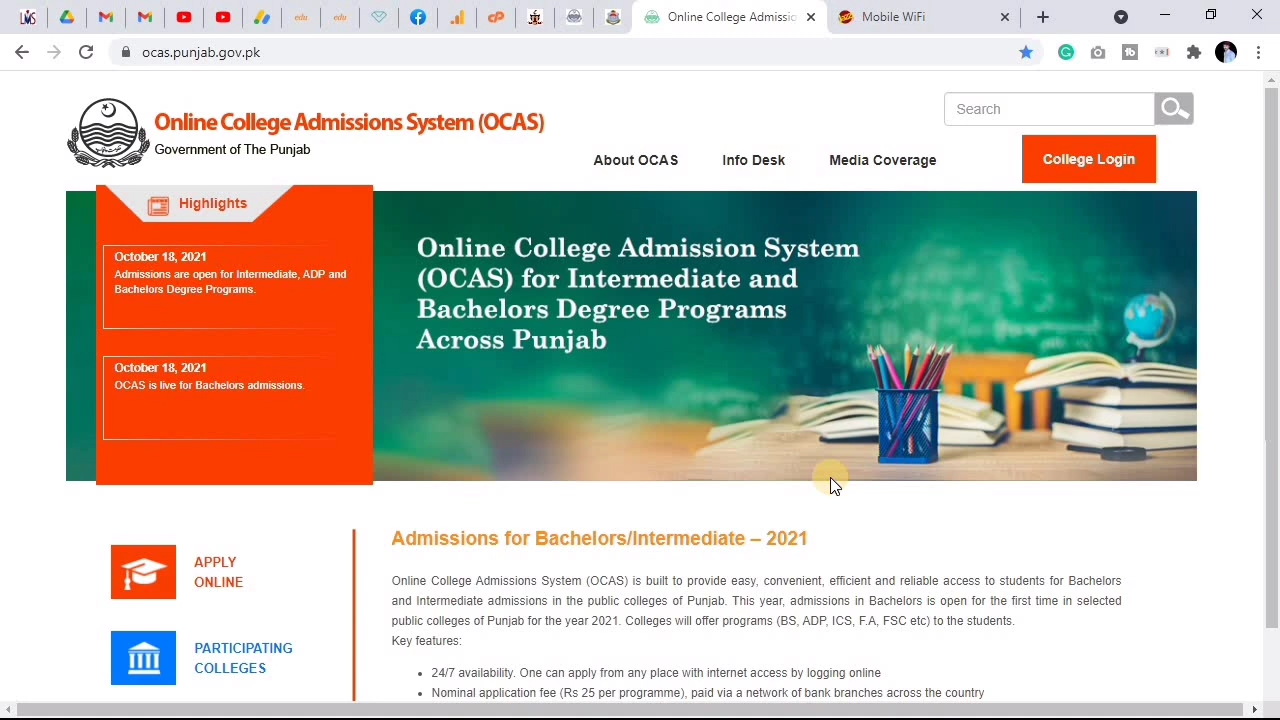 LMS
edu
edu
Online College Admissio
Mobile WiFi
ocas.punjab.gov.pk
Online College Admissions System (OCAS)
Government of The Punjab
Search
About OCAS
Info Desk
Media Coverage
College Login
Highlights
October 18, 2021
Admissions are open for Intermediate, ADP and
Bachelors Degree Programs.
October 18, 2021
OCAS is live for Bachelors admissions.
Online College Admission System
(OCAS) for Intermediate and
Bachelors Degree Programs
Across Punjab
APPLY
ONLINE
PARTICIPATING
COLLEGES
Admissions for Bachelors/Intermediate – 2021
Online College Admissions System (OCAS) is built to provide easy, convenient, efficient and reliable access to students for Bachelors
and Intermediate admissions in the public colleges of Punjab. This year, admissions in Bachelors is open for the first time in selected
public colleges of Punjab for the year 2021. Colleges will offer programs (BS, ADP, ICS, F.A, FSC etc) to the students.
Key features:
24/7 availability. One can apply from any place with internet access by logging online
Nominal application fee (Rs 25 per programme), paid via a network of bank branches across the country